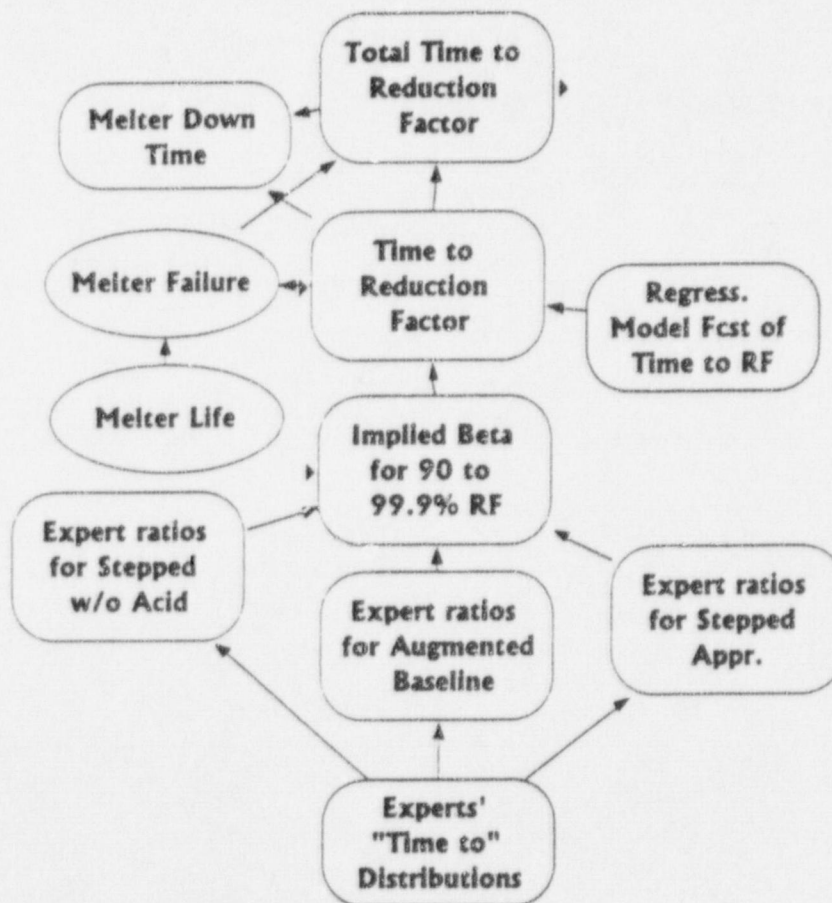 Total Time to
Reduction
Factor
Melter Down
Time
Time to
Reduction
Factor
Melter Failure
Regress.
Model Fcst of
Time to RF
Melter Life
Implied Beta
for 90 to
99.9% RF
Expert ratios
for Stepped
w/o Acid
Expert ratios
for Augmented
Baseline
Expert ratios
for Stepped
Appr.
Experts'
"Time to"
Distributions